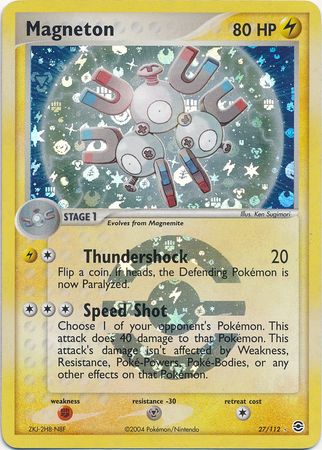 Magneton 80 HP
Illus. Ken Sugimori
STAGE 1
Evolves from Magnemite
Thundershock 20
Flip a coin. If heads, the Defending Pokémon is
now Paralyzed.
Speed Shot
Choose 1 of your opponent's Pokémon. This
attack does 40 damage to that Pokémon. This
attack's damage isn't affected by Weakness,
Resistance, Poké-Powers, Poké-Bodies, or any
other effects on that Pokémon.
weakness resistance -30 retreat cost
ZKJ-2H8-N8F ©2004 Pokémon/Nintendo 27/112